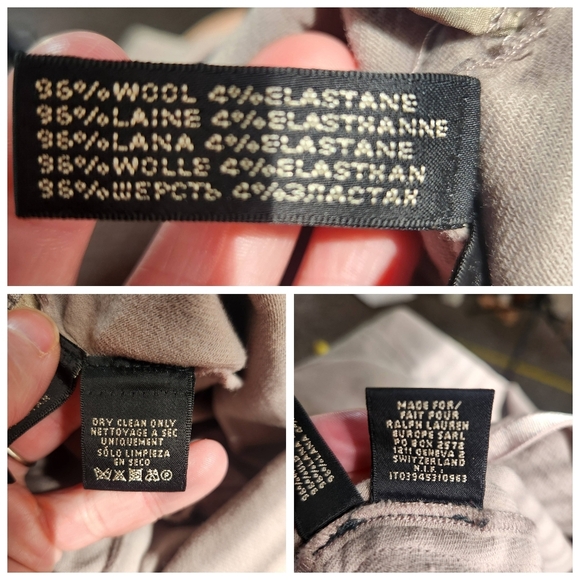 96%WOOL 4%ELASTANE
96%LAINE 4%ELASTHANNE
96%LANA 4%ELASTANE
96%WOLLE 4%ELASTHAN
96%ШЕРСТЬ 4%ЭЛАСТАН
DRY CLEAN ONLY
NETTOYAGE A SEC
UNIQUEMENT
SÓLO LIMPIEZA
EN SECO
MADE FOR/
FAIT POUR
RALPH LAUREN
EUROPE SARL
PO BOX 2572
1211 GENEVA 2
SWITZERLAND
N.I.F.
IT03945310963